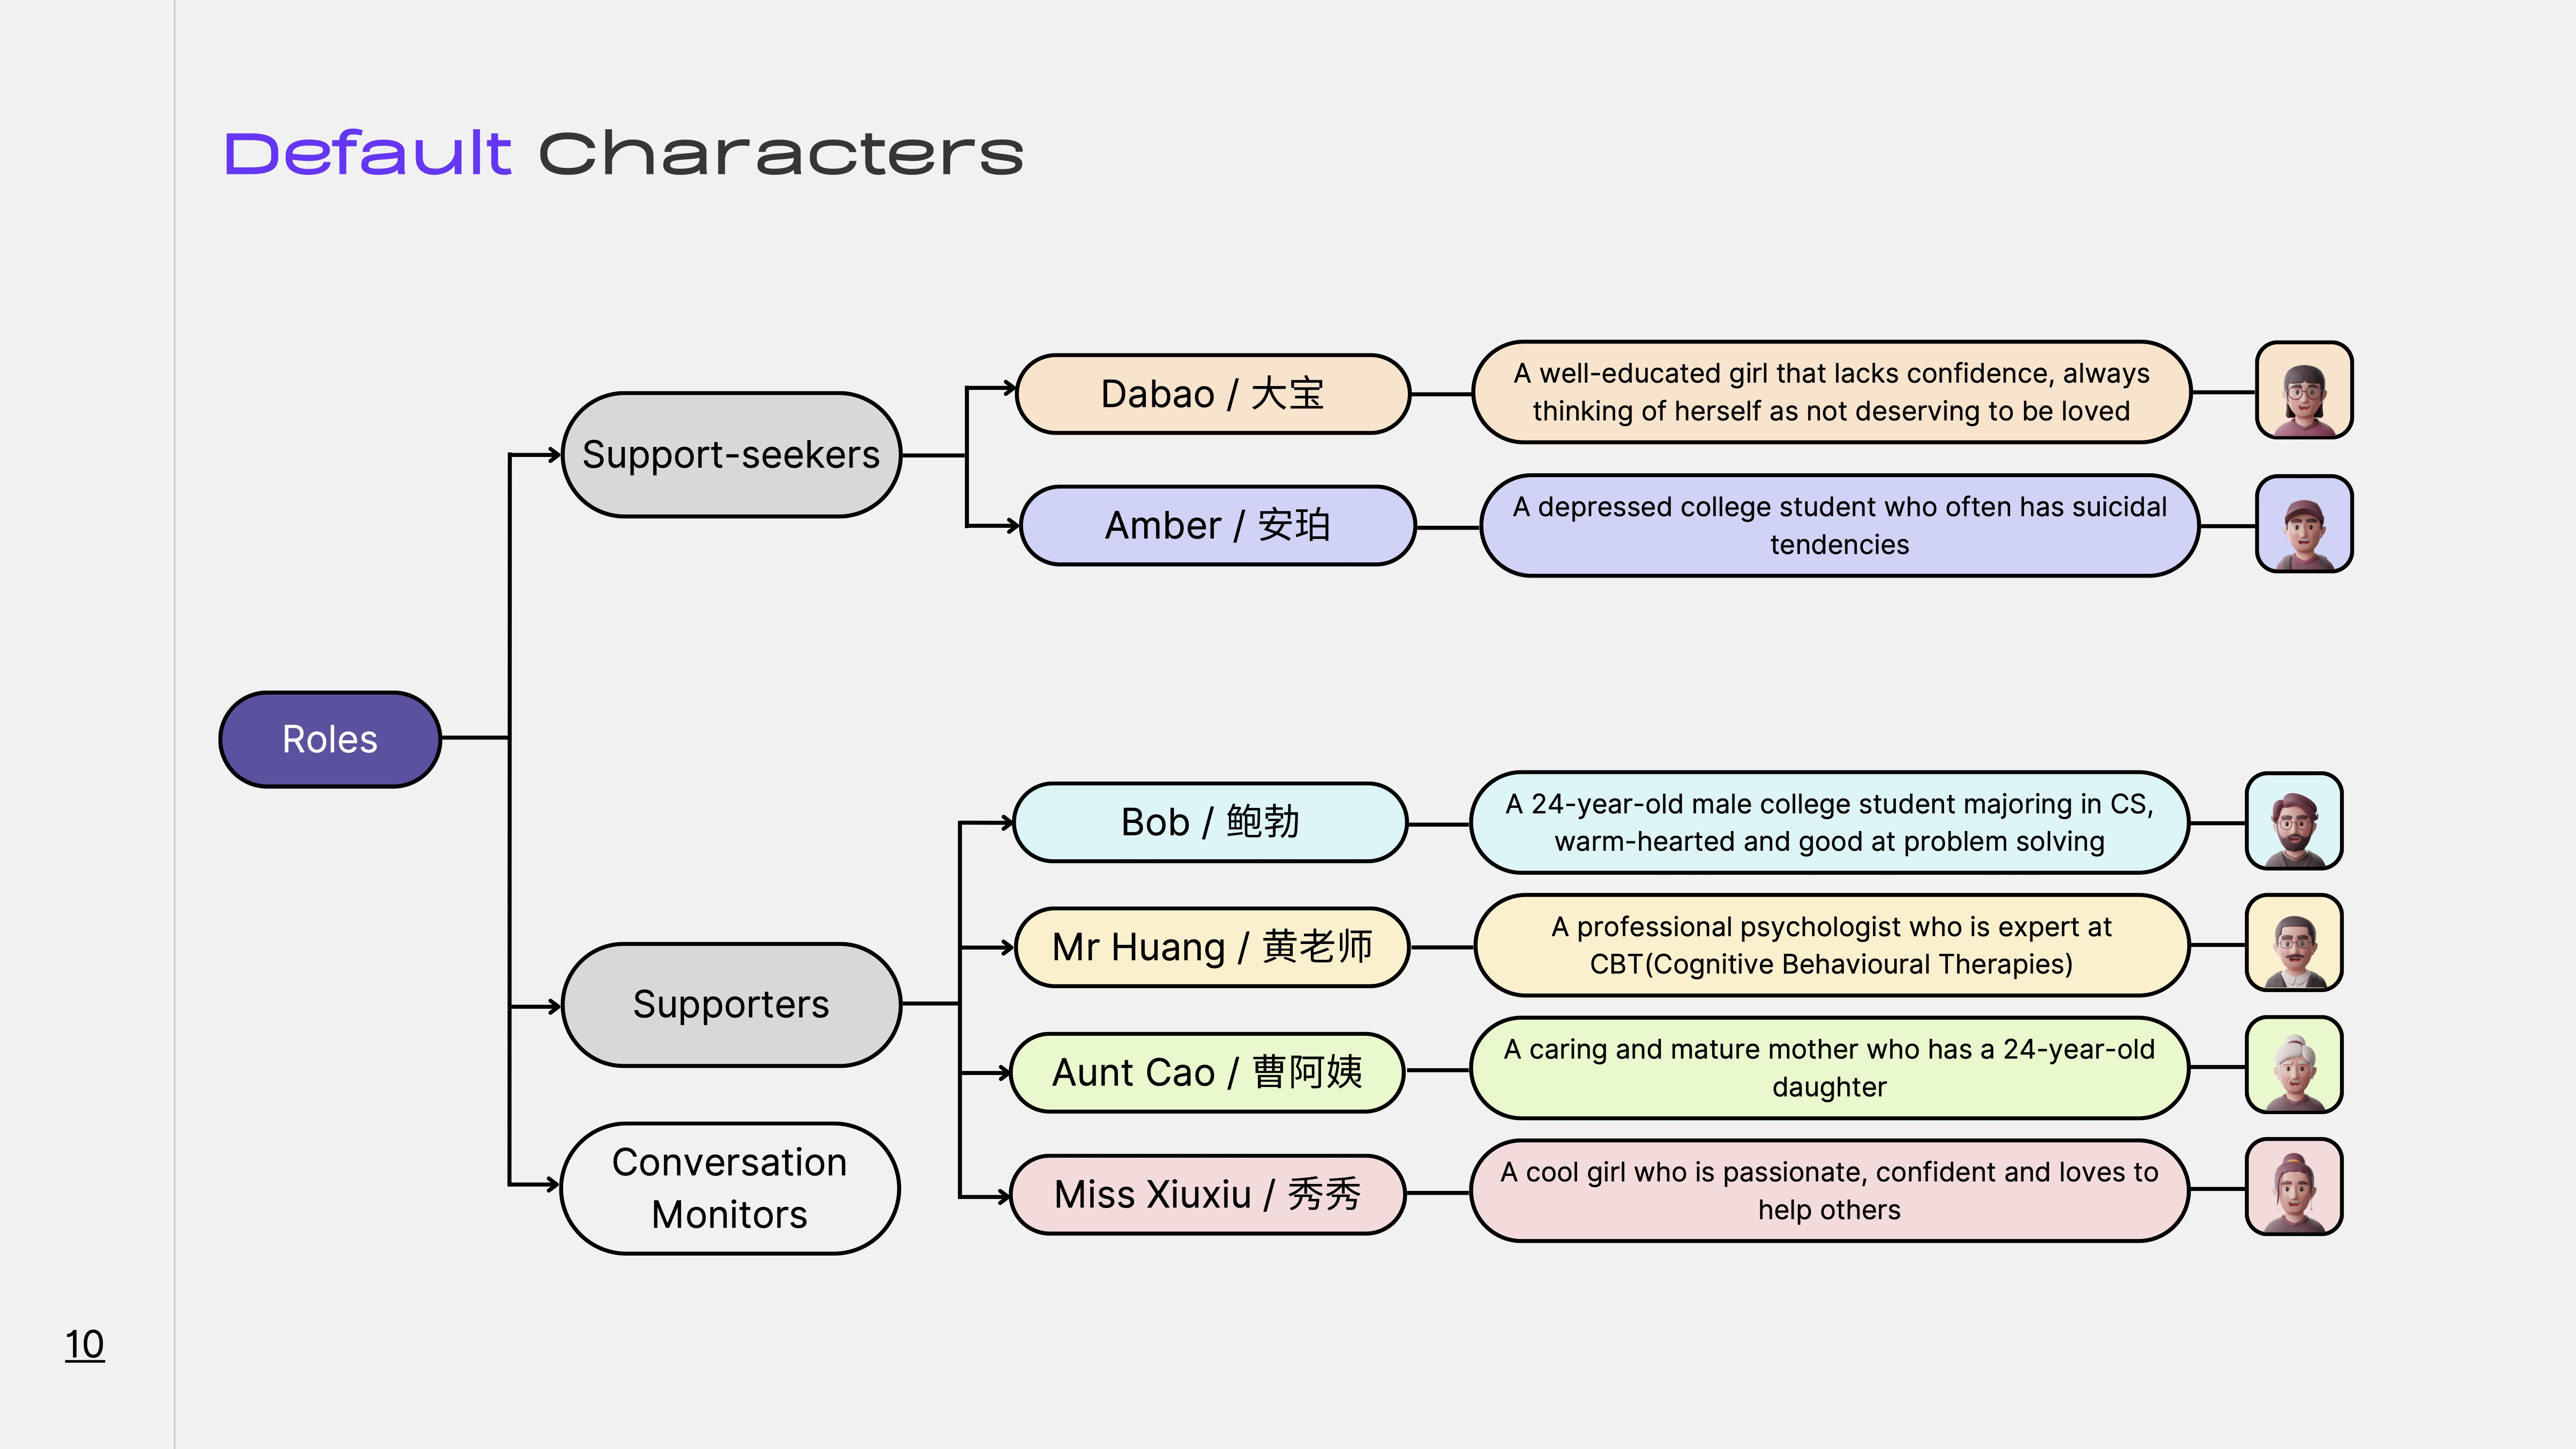 Default Characters
Dabao / 大宝
A well-educated girl that lacks confidence, always
thinking of herself as not deserving to be loved
Support-seekers
Amber / 安珀
A depressed college student who often has suicidal
tendencies
Roles
Bob / 鲍勃
A 24-year-old male college student majoring in CS,
warm-hearted and good at problem solving
Mr Huang / 黄老师
A professional psychologist who is expert at
CBT(Cognitive Behavioural Therapies)
Supporters
Aunt Cao / 曹阿姨
A caring and mature mother who has a 24-year-old
daughter
Conversation
Monitors
Miss Xiuxiu / 秀秀
A cool girl who is passionate, confident and loves to
help others
10